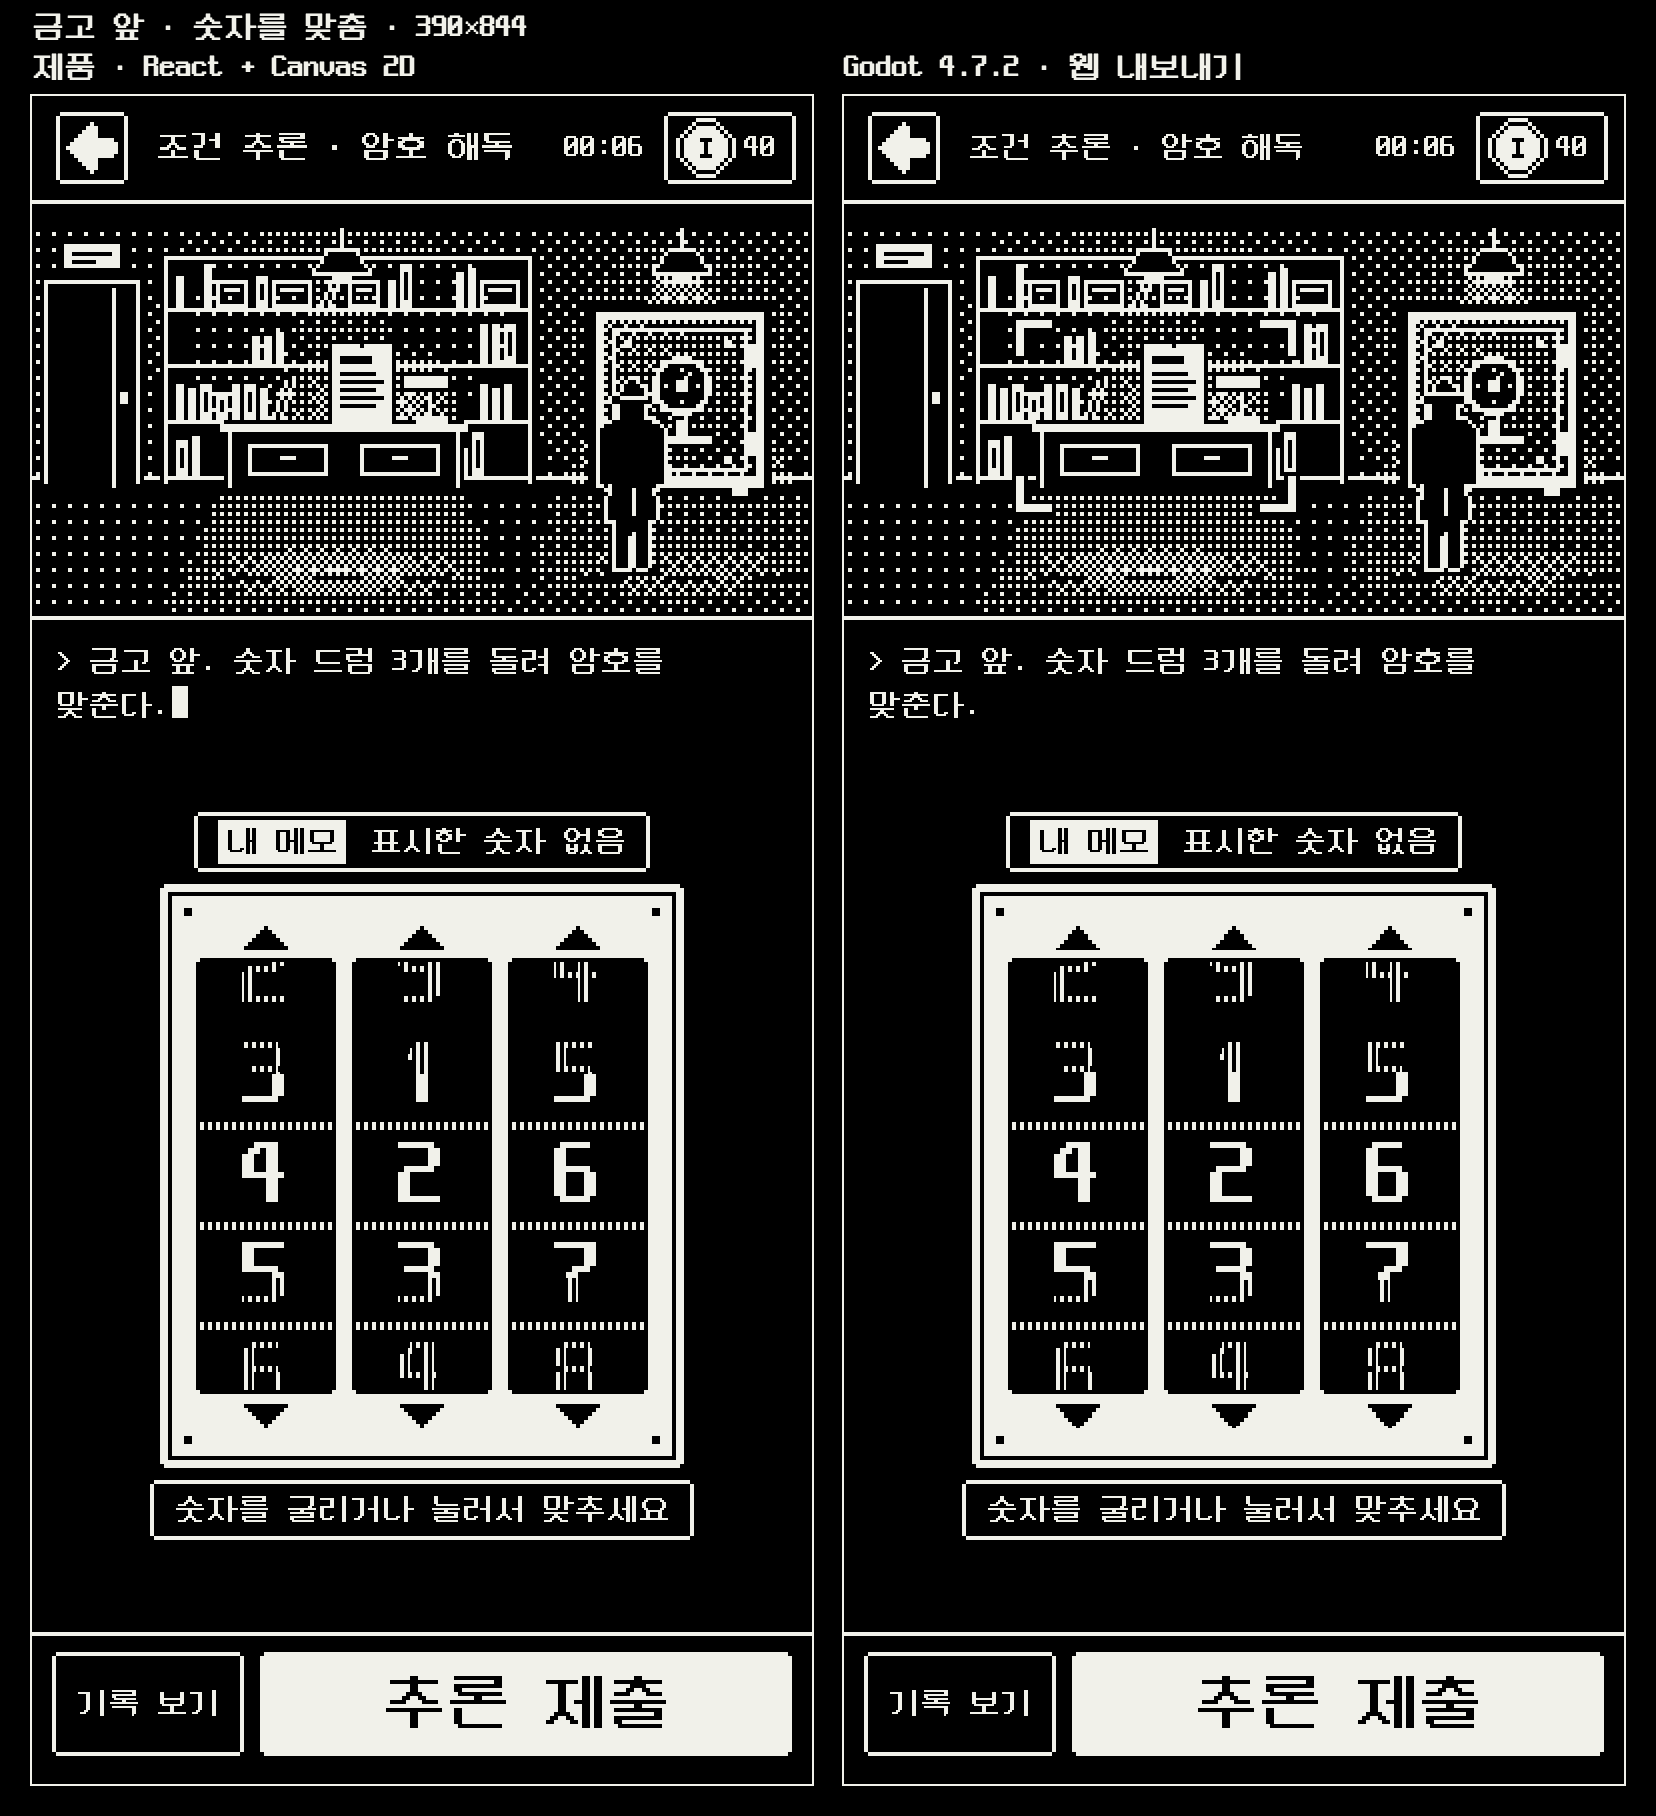 금고 앞 · 숫자를 맞춤 · 390×844
제품 · React + Canvas 2D
조건 추론 · 암호 해독 00:06 I 40
> 금고 앞. 숫자 드럼 3개를 돌려 암호를
맞춘다.
내 메모 표시한 숫자 없음
3 1 5
4 2 6
5 3 7
숫자를 굴리거나 눌러서 맞추세요
기록 보기 추론 제출
Godot 4.7.2 · 웹 내보내기
조건 추론 · 암호 해독 00:06 I 40
> 금고 앞. 숫자 드럼 3개를 돌려 암호를
맞춘다.
내 메모 표시한 숫자 없음
3 1 5
4 2 6
5 3 7
숫자를 굴리거나 눌러서 맞추세요
기록 보기 추론 제출